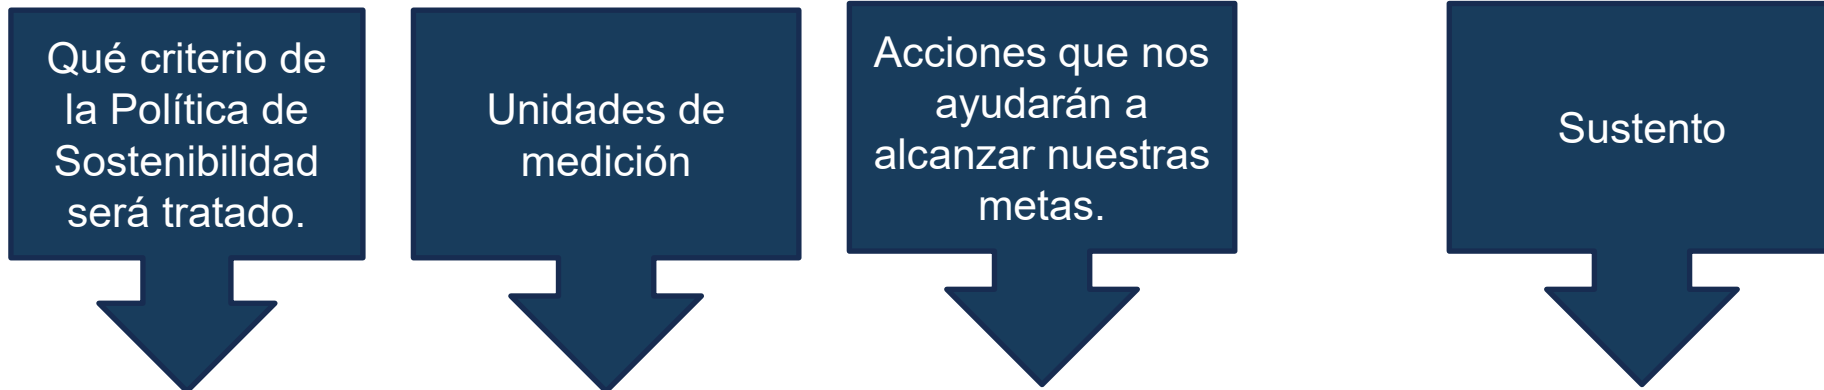 Qué criterio de
la Política de
Sostenibilidad
será tratado.
Unidades de
medición
Acciones que nos
ayudarán a
alcanzar nuestras
metas.
Sustento